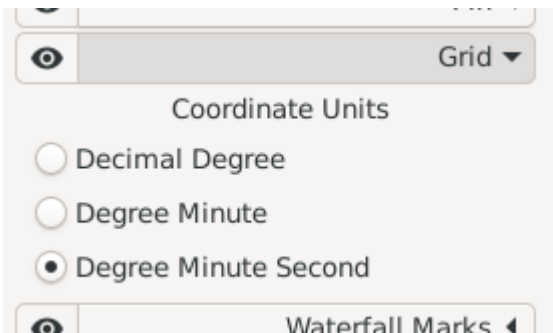 Grid
Coordinate Units
Decimal Degree
Degree Minute
Degree Minute Second
Waterfall Marks